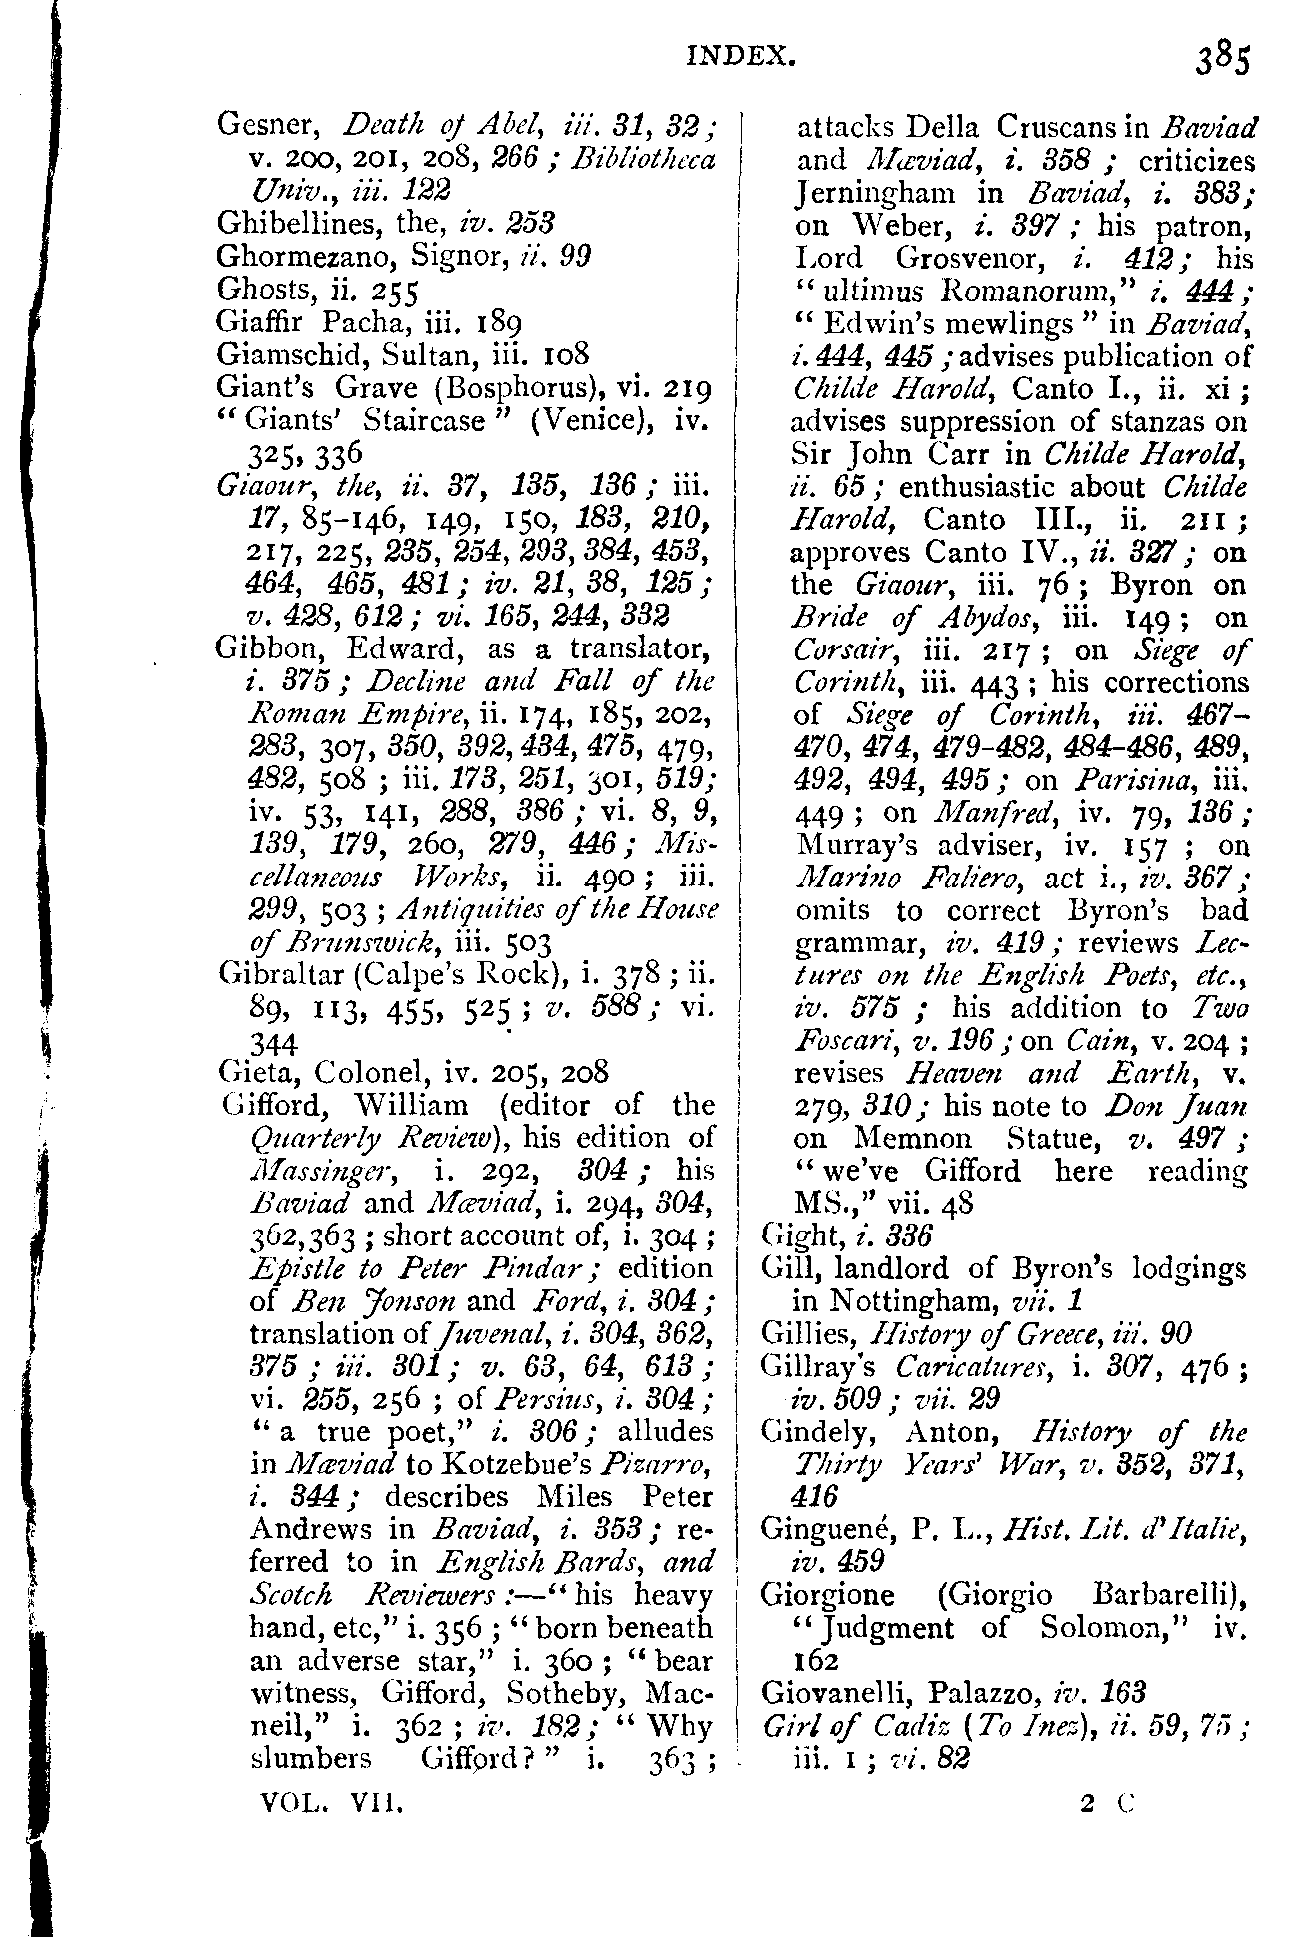 INDEX.
385
Gesner, Death of Abel, iii. 31, 32;
v. 200, 201, 208, 266 ; Bibliotheca
Univ., iii. 122
Ghibellines, the, iv. 253
Ghormezano, Signor, ii. 99
Ghosts, ii. 255
Giaffir Pacha, iii. 189
Giamschid, Sultan, iii. 108
Giant's Grave (Bosphorus), vi. 219
"Giants' Staircase" (Venice), iv.
325, 336
Giaour, the, ii. 37, 135, 136 ; iii.
17, 85-146, 149, 150, 183, 210,
217, 225, 235, 254, 293, 384, 453,
464, 465, 481 ; iv. 21, 38, 125 ;
v. 428, 612 ; vi. 165, 244, 332
Gibbon, Edward, as a translator,
i. 375 ; Decline and Fall of the
Roman Empire, ii. 174, 185, 202,
283, 307, 350, 392, 434, 475, 479,
482, 508 ; iii. 173, 251, 301, 519;
iv. 53, 141, 288, 386 ; vi. 8, 9,
139, 179, 260, 279, 446 ; Mis-
cellaneous Works, ii. 490 ; iii.
299, 503 ; Antiquities of the House
of Brunswick, iii. 503
Gibraltar (Calpe's Rock), i. 378 ; ii.
89, 113, 455, 525 ; v. 588 ; vi.
344
Gieta, Colonel, iv. 205, 208
Gifford, William (editor of the
Quarterly Review), his edition of
Massinger, i. 292, 304 ; his
Baviad and Mæviad, i. 294, 304,
362,363 ; short account of, i. 304 ;
Epistle to Peter Pindar ; edition
of Ben Jonson and Ford, i. 304 ;
translation of Juvenal, i. 304, 362,
375 ; iii. 301 ; v. 63, 64, 613 ;
vi. 255, 256 ; of Persius, i. 304 ;
"a true poet," i. 306 ; alludes
in Mæviad to Kotzebue's Pizarro,
i. 344 ; describes Miles Peter
Andrews in Baviad, i. 353 ; re-
ferred to in English Bards, and
Scotch Reviewers :—"his heavy
hand, etc," i. 356 ; "born beneath
an adverse star," i. 360 ; "bear
witness, Gifford, Sotheby, Mac-
neil," i. 362 ; iv. 182 ; "Why
slumbers Gifford?" i. 363 ;
attacks Della Cruscans in Baviad
and Mæviad, i. 358 ; criticizes
Jerningham in Baviad, i. 383;
on Weber, i. 397 ; his patron,
Lord Grosvenor, i. 412 ; his
"ultimus Romanorum," i. 444 ;
"Edwin's mewlings" in Baviad,
i. 444, 445 ; advises publication of
Childe Harold, Canto I., ii. xi ;
advises suppression of stanzas on
Sir John Carr in Childe Harold,
ii. 65 ; enthusiastic about Childe
Harold, Canto III., ii. 211 ;
approves Canto IV., ii. 327 ; on
the Giaour, iii. 76 ; Byron on
Bride of Abydos, iii. 149 ; on
Corsair, iii. 217 ; on Siege of
Corinth, iii. 443 ; his corrections
of Siege of Corinth, iii. 467-
470, 474, 479-482, 484-486, 489,
492, 494, 495 ; on Parisina, iii.
449 ; on Manfred, iv. 79, 136 ;
Murray's adviser, iv. 157 ; on
Marino Faliero, act i., iv. 367 ;
omits to correct Byron's bad
grammar, iv. 419 ; reviews Lec-
tures on the English Poets, etc.,
iv. 575 ; his addition to Two
Foscari, v. 196 ; on Cain, v. 204 ;
revises Heaven and Earth, v.
279, 310 ; his note to Don Juan
on Memnon Statue, v. 497 ;
"we've Gifford here reading
MS.," vii. 48
Gight, i. 336
Gill, landlord of Byron's lodgings
in Nottingham, vii. 1
Gillies, History of Greece, iii. 90
Gillray's Caricatures, i. 307, 476 ;
iv. 509 ; vii. 29
Gindely, Anton, History of the
Thirty Years' War, v. 352, 371,
416
Ginguené, P. L., Hist. Lit. d'Italie,
iv. 459
Giorgione (Giorgio Barbarelli),
"Judgment of Solomon," iv.
162
Giovanelli, Palazzo, iv. 163
Girl of Cadiz (To Inez), ii. 59, 75 ;
iii. 1 ; vi. 82
VOL. VII.
2 C